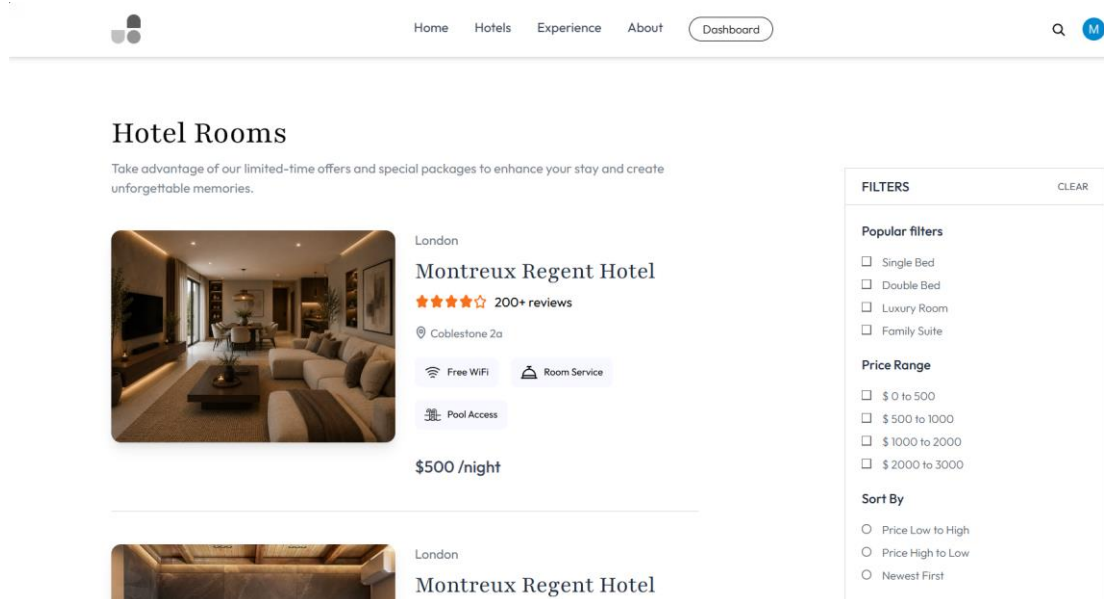 Home Hotels Experience About Dashboard
M
Hotel Rooms
Take advantage of our limited-time offers and special packages to enhance your stay and create
unforgettable memories.
London
Montreux Regent Hotel
200+ reviews
Coblestone 2a
Free WiFi Room Service
Pool Access
$500 /night
London
Montreux Regent Hotel
FILTERS CLEAR
Popular filters
Single Bed
Double Bed
Luxury Room
Family Suite
Price Range
$ 0 to 500
$ 500 to 1000
$ 1000 to 2000
$ 2000 to 3000
Sort By
Price Low to High
Price High to Low
Newest First